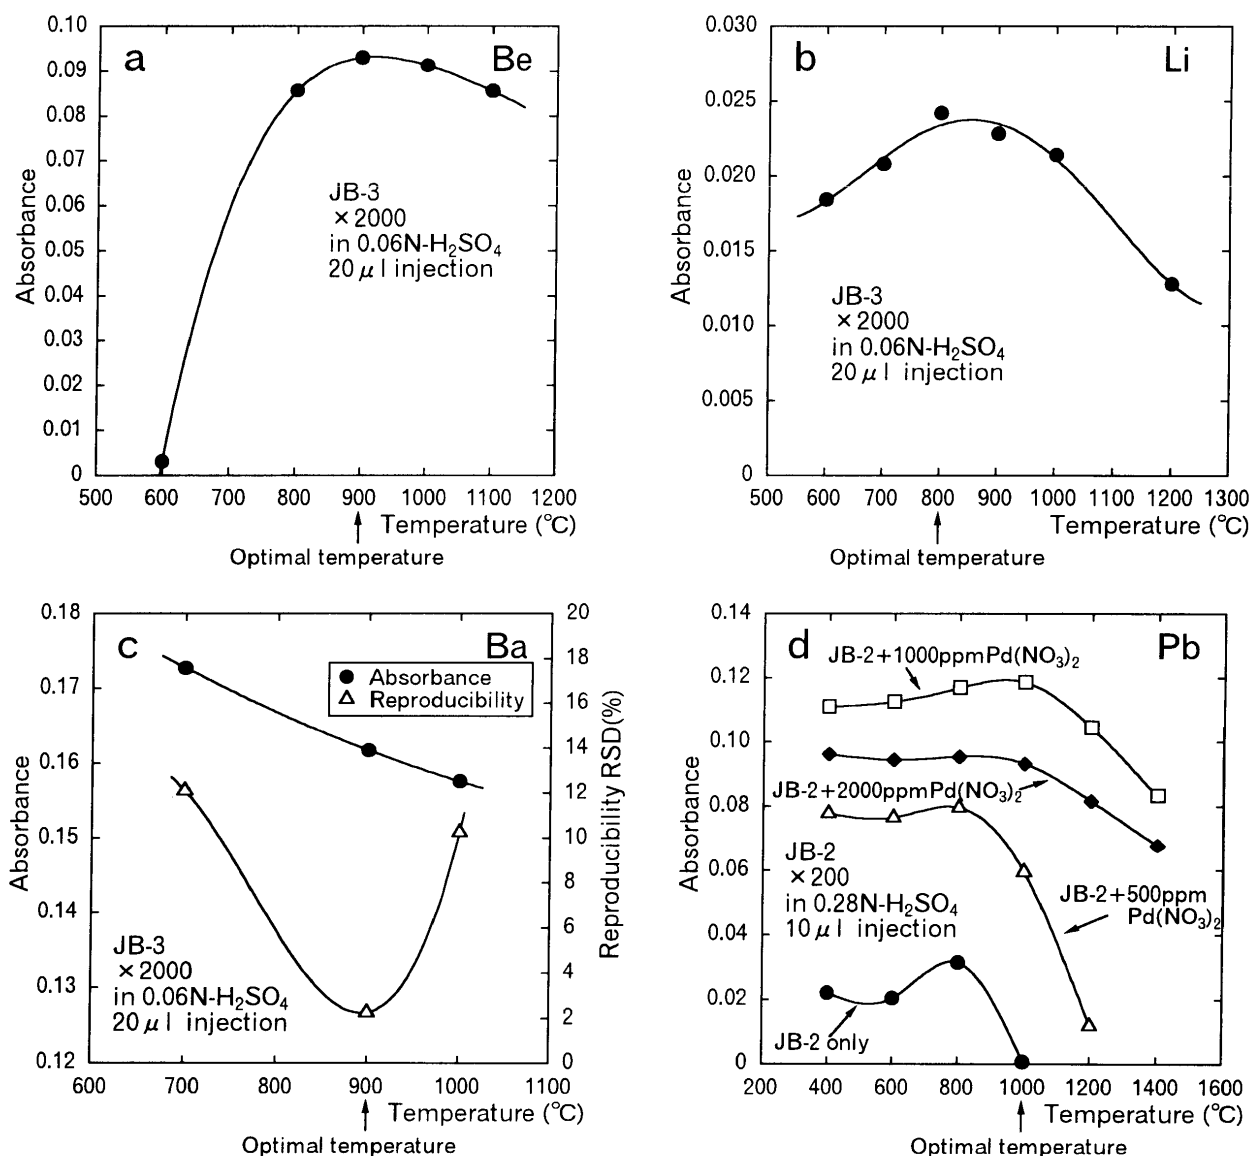 a
Be
Absorbance
0.10
0.09
0.08
0.07
0.06
0.05
0.04
0.03
0.02
0.01
0
JB-3
×2000
in 0.06N-H₂SO₄
20μl injection
500 600 700 800 900 1000 1100 1200
Temperature (℃)
Optimal temperature
b
Li
Absorbance
0.030
0.025
0.020
0.015
0.010
0.005
0
JB-3
×2000
in 0.06N-H₂SO₄
20μl injection
500 600 700 800 900 1000 1100 1200 1300
Temperature (℃)
Optimal temperature
c
Ba
Absorbance
0.18
0.17
0.16
0.15
0.14
0.13
0.12
Absorbance
Reproducibility
Reproducibility RSD(%)
20
18
16
14
12
10
8
6
4
2
0
JB-3
×2000
in 0.06N-H₂SO₄
20μl injection
600 700 800 900 1000 1100
Temperature (℃)
Optimal temperature
d
Pb
Absorbance
0.14
0.12
0.10
0.08
0.06
0.04
0.02
0
JB-2+1000ppmPd(NO₃)₂
JB-2+2000ppmPd(NO₃)₂
JB-2
×200
in 0.28N-H₂SO₄
10μl injection
JB-2+500ppm
Pd(NO₃)₂
JB-2 only
200 400 600 800 1000 1200 1400 1600
Temperature (℃)
Optimal temperature